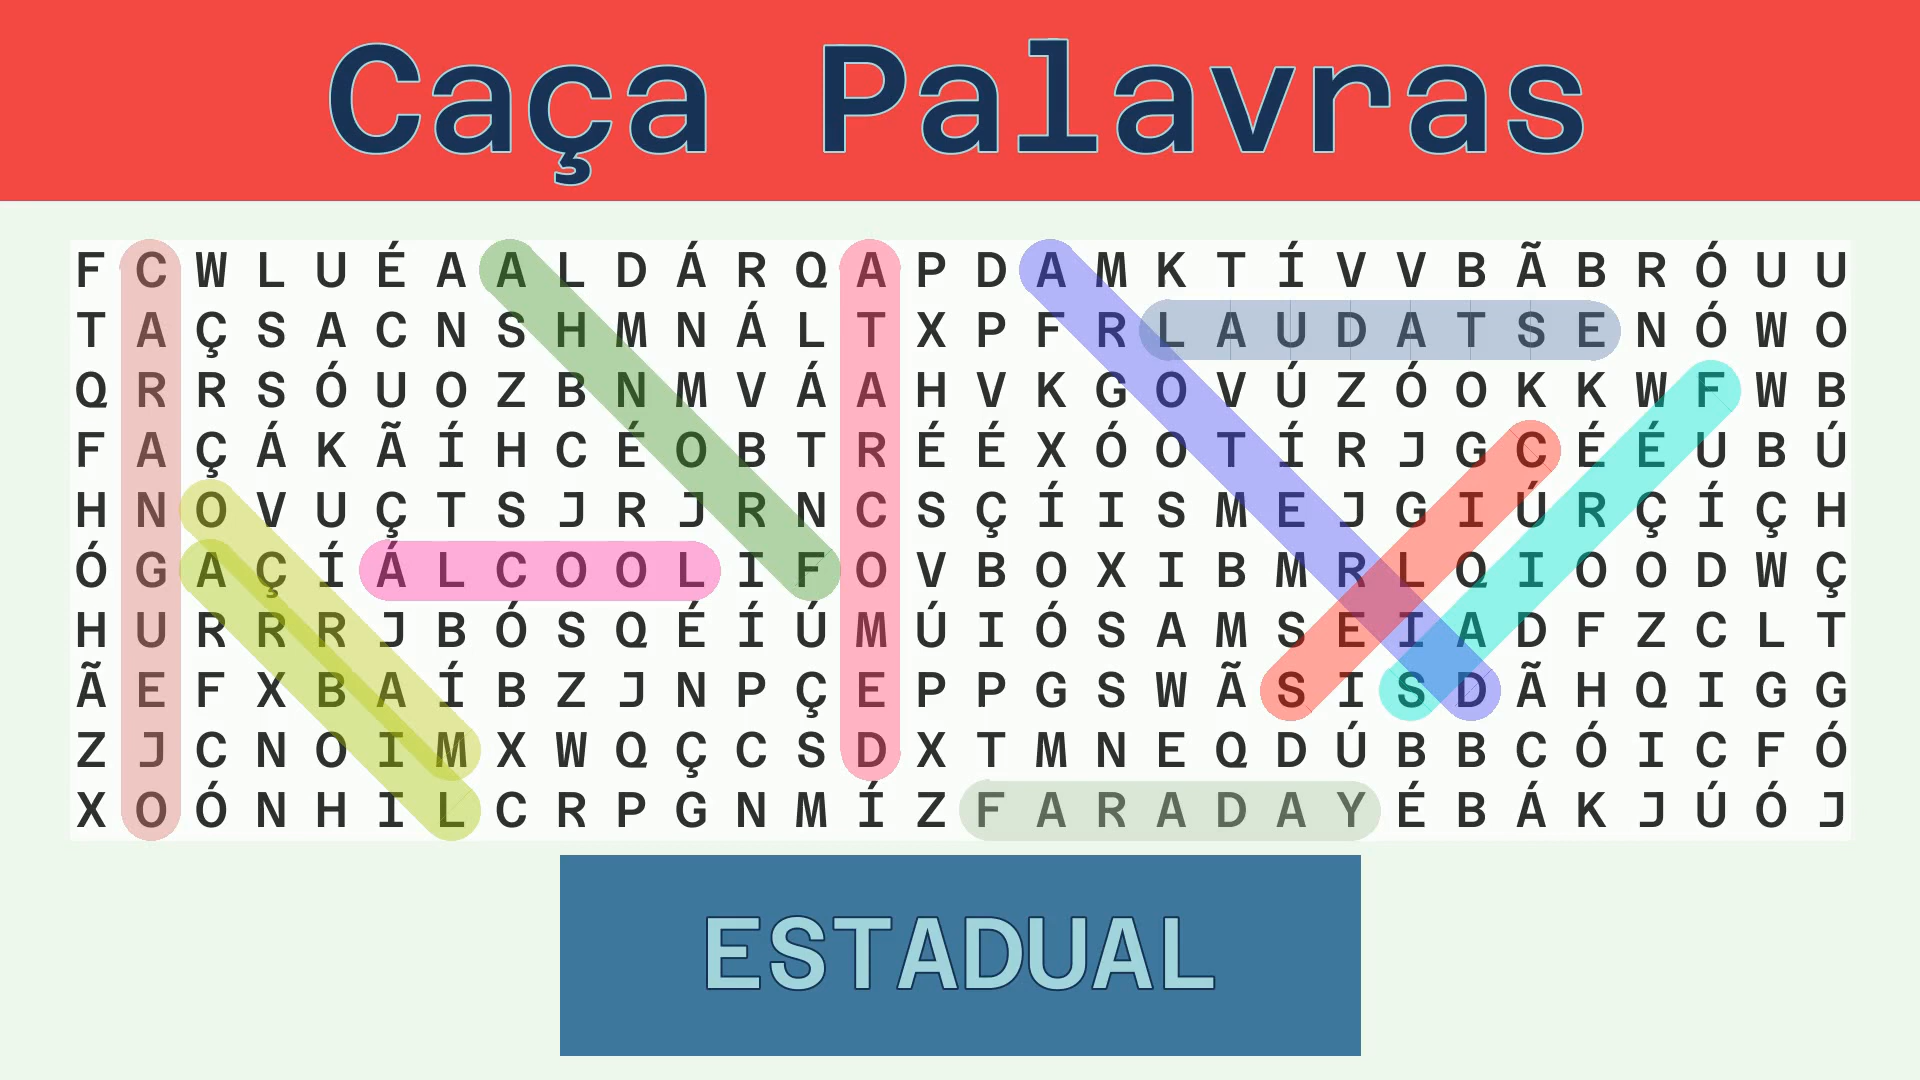 Caça Palavras
F C W L U É A A L D Á R Q A P D A M K T Í V V B Ã B R Ó U U
T A Ç S A C N S H M N Á L T X P F R L A U D A T S E N Ó W O
Q R R S Ó U O Z B N M V Á A H V K G O V Ú Z Ó O K K W F W B
F A Ç Á K Ã Í H C É O B T R É É X Ó O T Í R J G C É É U B Ú
H N O V U Ç T S J R J R N C S Ç Í I S M E J G I Ú R Ç Í Ç H
Ó G A Ç Í Á L C O O L I F O V B O X I B M R L Q I O O D W Ç
H U R R R J B Ó S Q É Í Ú M Ú I Ó S A M S E I A D F Z C L T
Ã E F X B A Í B Z J N P Ç E P P G S W Ã S I S D Ã H Q I G G
Z J C N O I M X W Q Ç C S D X T M N E Q D Ú B B C Ó I C F Ó
X O Ó N H I L C R P G N M Í Z F A R A D A Y É B Á K J Ú Ó J
ESTADUAL